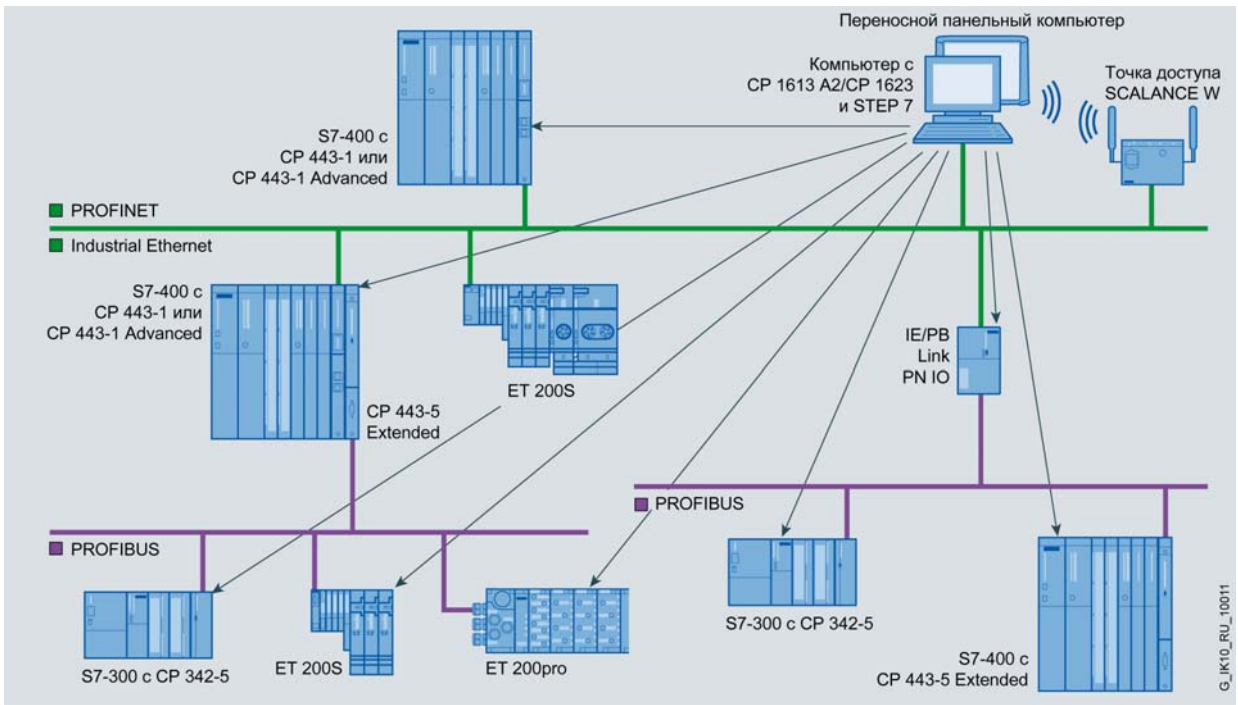 Переносной панельный компьютер
Компьютер с
CP 1613 A2/CP 1623
и STEP 7
Точка доступа
SCALANCE W
S7-400 с
CP 443-1 или
CP 443-1 Advanced
PROFINET
Industrial Ethernet
S7-400 с
CP 443-1 или
CP 443-1 Advanced
ET 200S
CP 443-5
Extended
IE/PB
Link
PN IO
PROFIBUS
PROFIBUS
S7-300 с CP 342-5
ET 200S
ET 200pro
S7-300 с CP 342-5
S7-400 с
CP 443-5 Extended
G_IK10_RU_10011